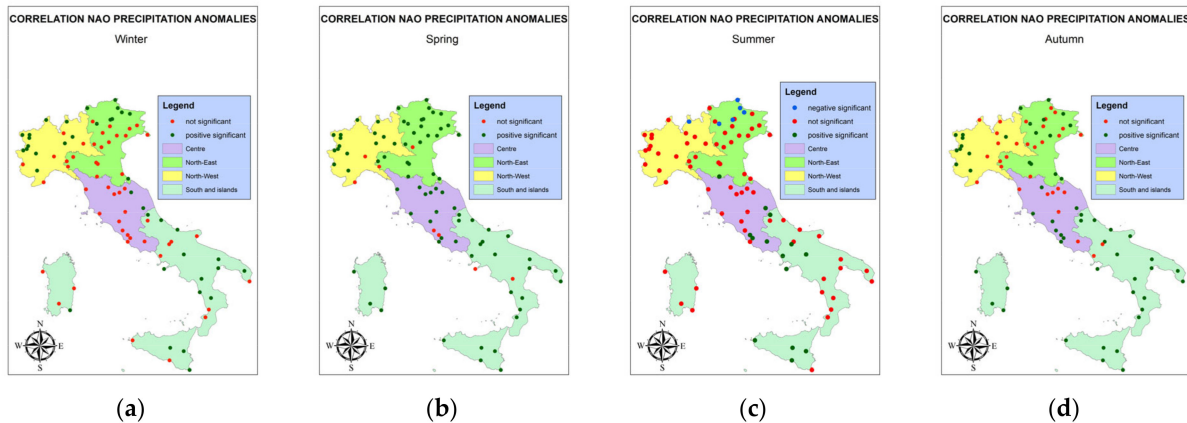 CORRELATION NAO PRECIPITATION ANOMALIES
Winter
Legend
not significant
positive significant
Centre
North-East
North-West
South and islands
N
W E
S
(a)
CORRELATION NAO PRECIPITATION ANOMALIES
Spring
Legend
not significant
positive significant
Centre
North-East
North-West
South and islands
N
W E
S
(b)
CORRELATION NAO PRECIPITATION ANOMALIES
Summer
Legend
negative significant
not significant
positive significant
Centre
North-East
North-West
South and islands
N
W E
S
(c)
CORRELATION NAO PRECIPITATION ANOMALIES
Autumn
Legend
not significant
positive significant
Centre
North-East
North-West
South and islands
N
W E
S
(d)